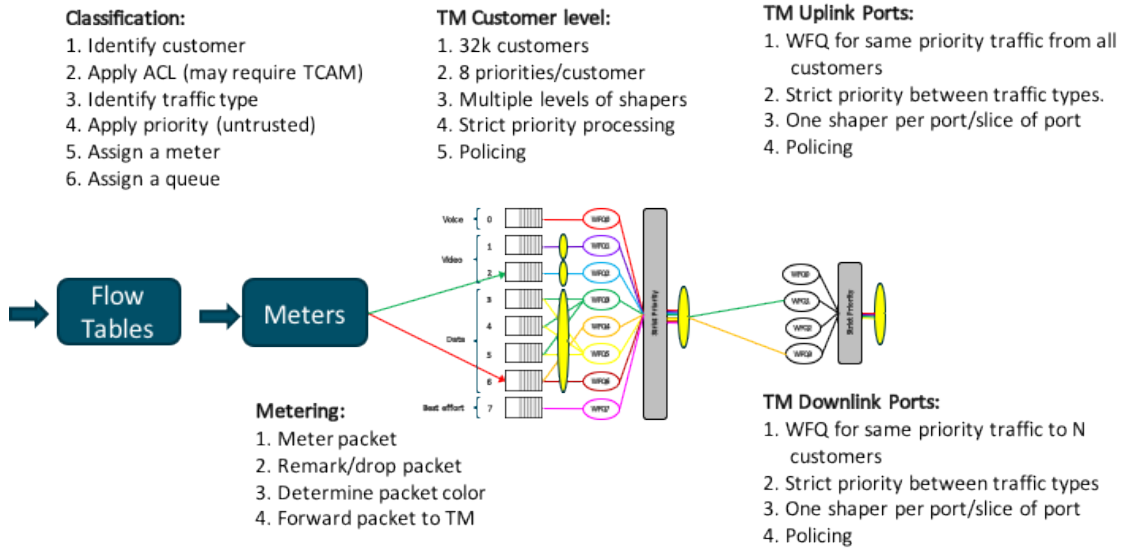 Classification:
1. Identify customer
2. Apply ACL (may require TCAM)
3. Identify traffic type
4. Apply priority (untrusted)
5. Assign a meter
6. Assign a queue
TM Customer level:
1. 32k customers
2. 8 priorities/customer
3. Multiple levels of shapers
4. Strict priority processing
5. Policing
TM Uplink Ports:
1. WFQ for same priority traffic from all
customers
2. Strict priority between traffic types.
3. One shaper per port/slice of port
4. Policing
Flow
Tables
Meters
Voice
0
Video
1
2
Data
3
4
5
6
Best effort
7
WFQ0
WFQ1
WFQ2
WFQ3
WFQ4
WFQ5
WFQ6
WFQ7
Strict Priority
WFQ0
WFQ1
WFQ2
WFQ3
Strict Priority
Metering:
1. Meter packet
2. Remark/drop packet
3. Determine packet color
4. Forward packet to TM
TM Downlink Ports:
1. WFQ for same priority traffic to N
customers
2. Strict priority between traffic types
3. One shaper per port/slice of port
4. Policing